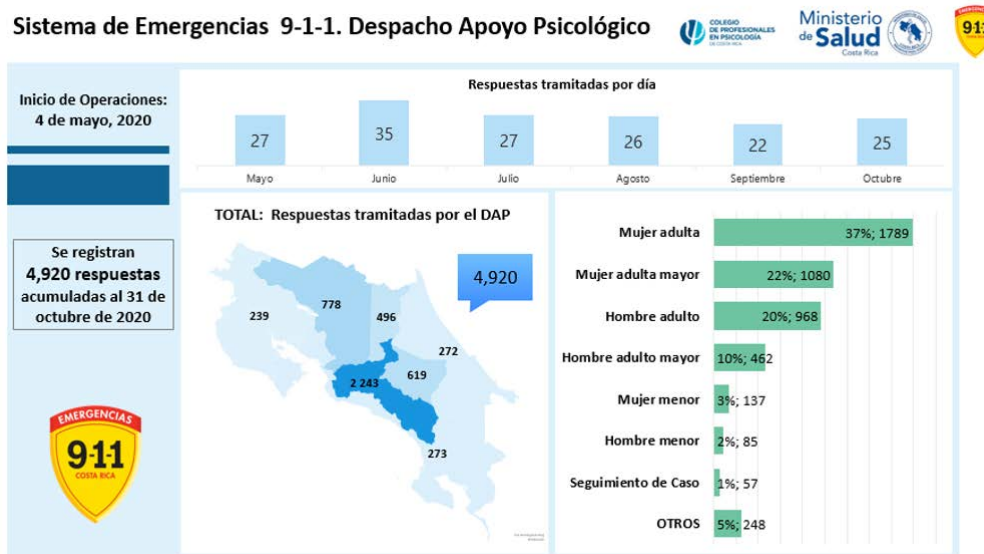 Sistema de Emergencias 9-1-1. Despacho Apoyo Psicológico
COLEGIO
DE PROFESIONALES
EN PSICOLOGÍA
DE COSTA RICA
Ministerio
de Salud
Costa Rica
911
Inicio de Operaciones:
4 de mayo, 2020
Se registran
4,920 respuestas
acumuladas al 31 de
octubre de 2020
EMERGENCIAS
9-1-1
COSTA RICA
Respuestas tramitadas por día
27
35
27
26
22
25
Mayo
Junio
Julio
Agosto
Septiembre
Octubre
TOTAL: Respuestas tramitadas por el DAP
4,920
778
239
496
272
619
2 243
273
Mujer adulta 37%; 1789
Mujer adulta mayor 22%; 1080
Hombre adulto 20%; 968
Hombre adulto mayor 10%; 462
Mujer menor 3%; 137
Hombre menor 2%; 85
Seguimiento de Caso 1%; 57
OTROS 5%; 248